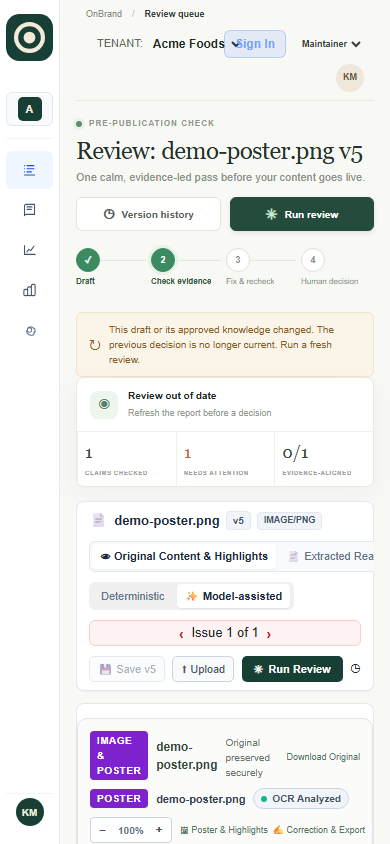 OnBrand / Review queue
TENANT: Acme Foods Sign In Maintainer
KM
A
PRE-PUBLICATION CHECK
Review: demo-poster.png v5
One calm, evidence-led pass before your content goes live.
Version history
Run review
2 3 4
Draft Check evidence Fix & recheck Human decision
This draft or its approved knowledge changed. The
previous decision is no longer current. Run a fresh
review.
Review out of date
Refresh the report before a decision
1 1 0/1
CLAIMS CHECKED NEEDS ATTENTION EVIDENCE-ALIGNED
demo-poster.png v5 IMAGE/PNG
Original Content & Highlights Extracted Rea
Deterministic Model-assisted
‹ Issue 1 of 1 ›
Save v5 Upload Run Review
IMAGE
&
POSTER
demo-
poster.png
Original
preserved
securely
Download Original
POSTER demo-poster.png OCR Analyzed
− 100% + Poster & Highlights Correction & Export
KM